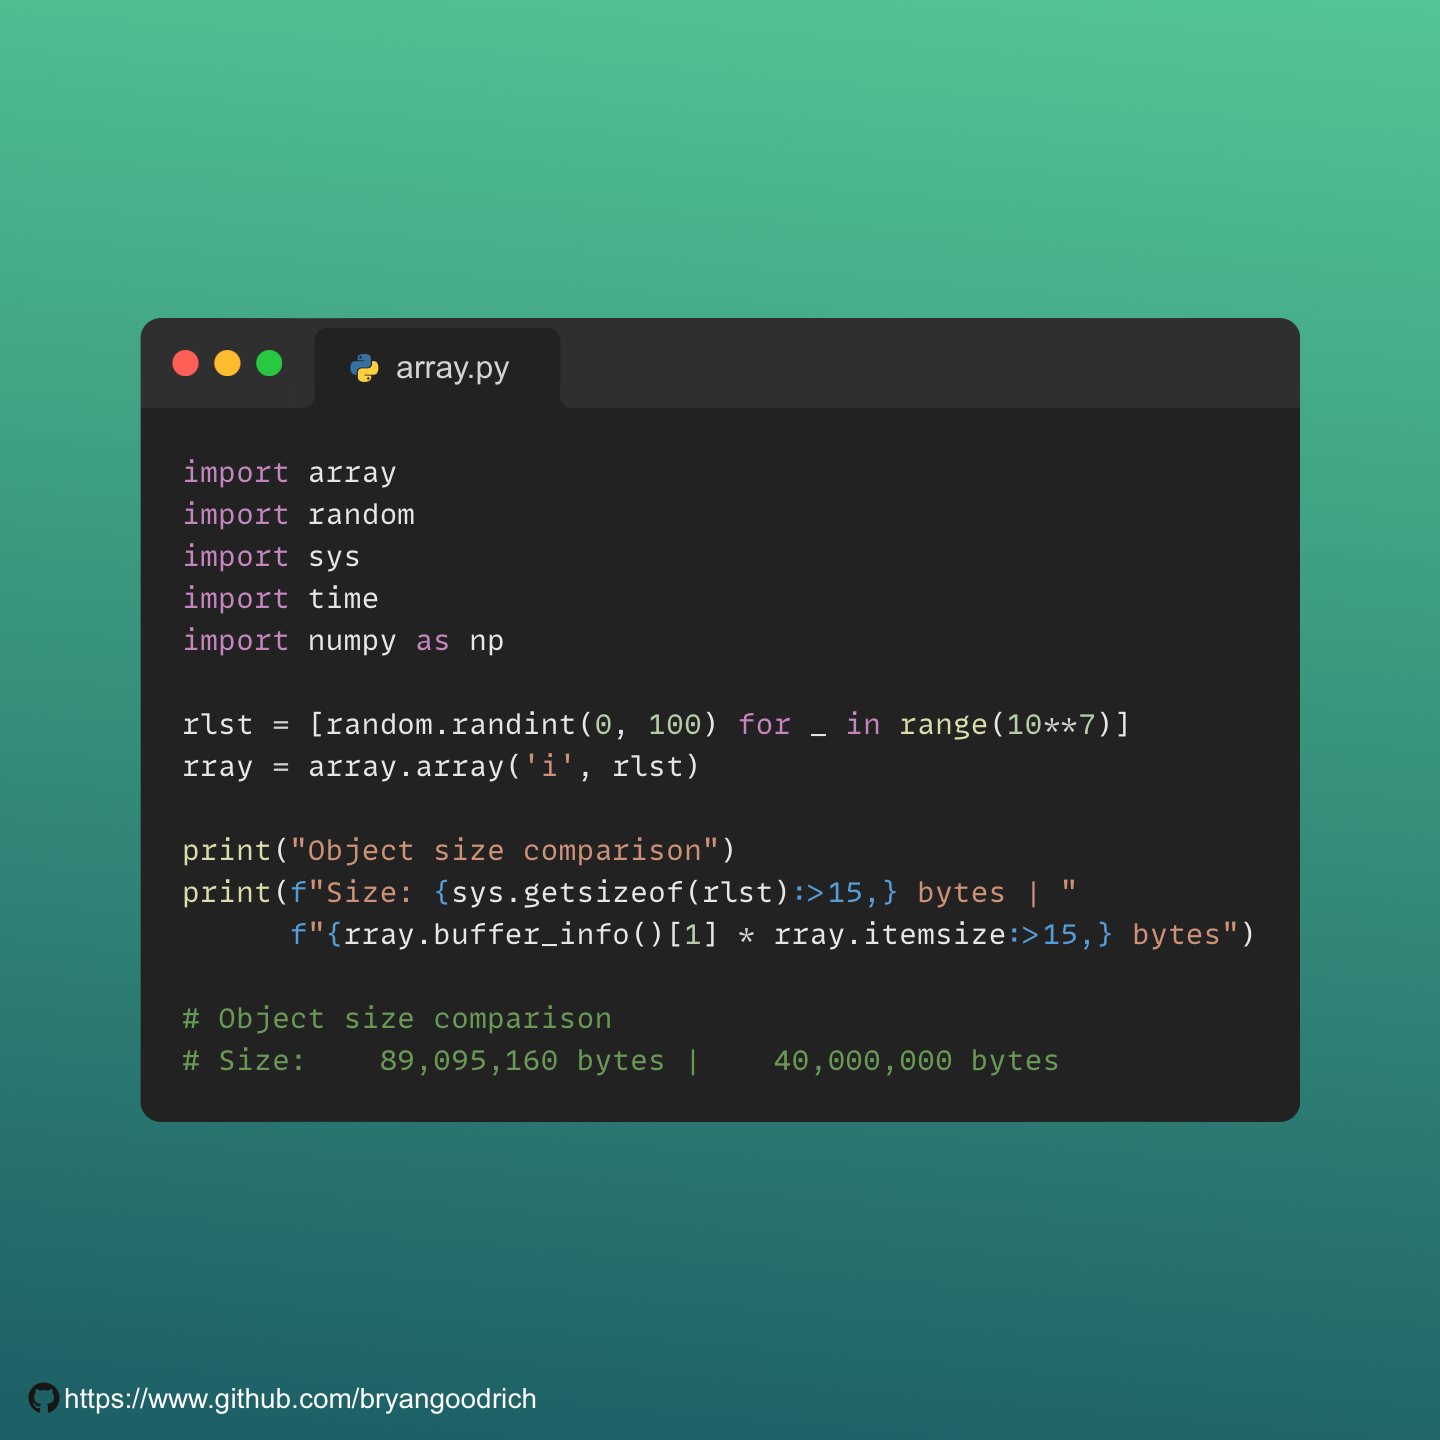 array.py
import array
import random
import sys
import time
import numpy as np
rlst = [random.randint(0, 100) for _ in range(10**7)]
rray = array.array('i', rlst)
print("Object size comparison")
print(f"Size: {sys.getsizeof(rlst):>15,} bytes | "
      f"{rray.buffer_info()[1] * rray.itemsize:>15,} bytes")
# Object size comparison
# Size:    89,095,160 bytes |    40,000,000 bytes
https://www.github.com/bryangoodrich